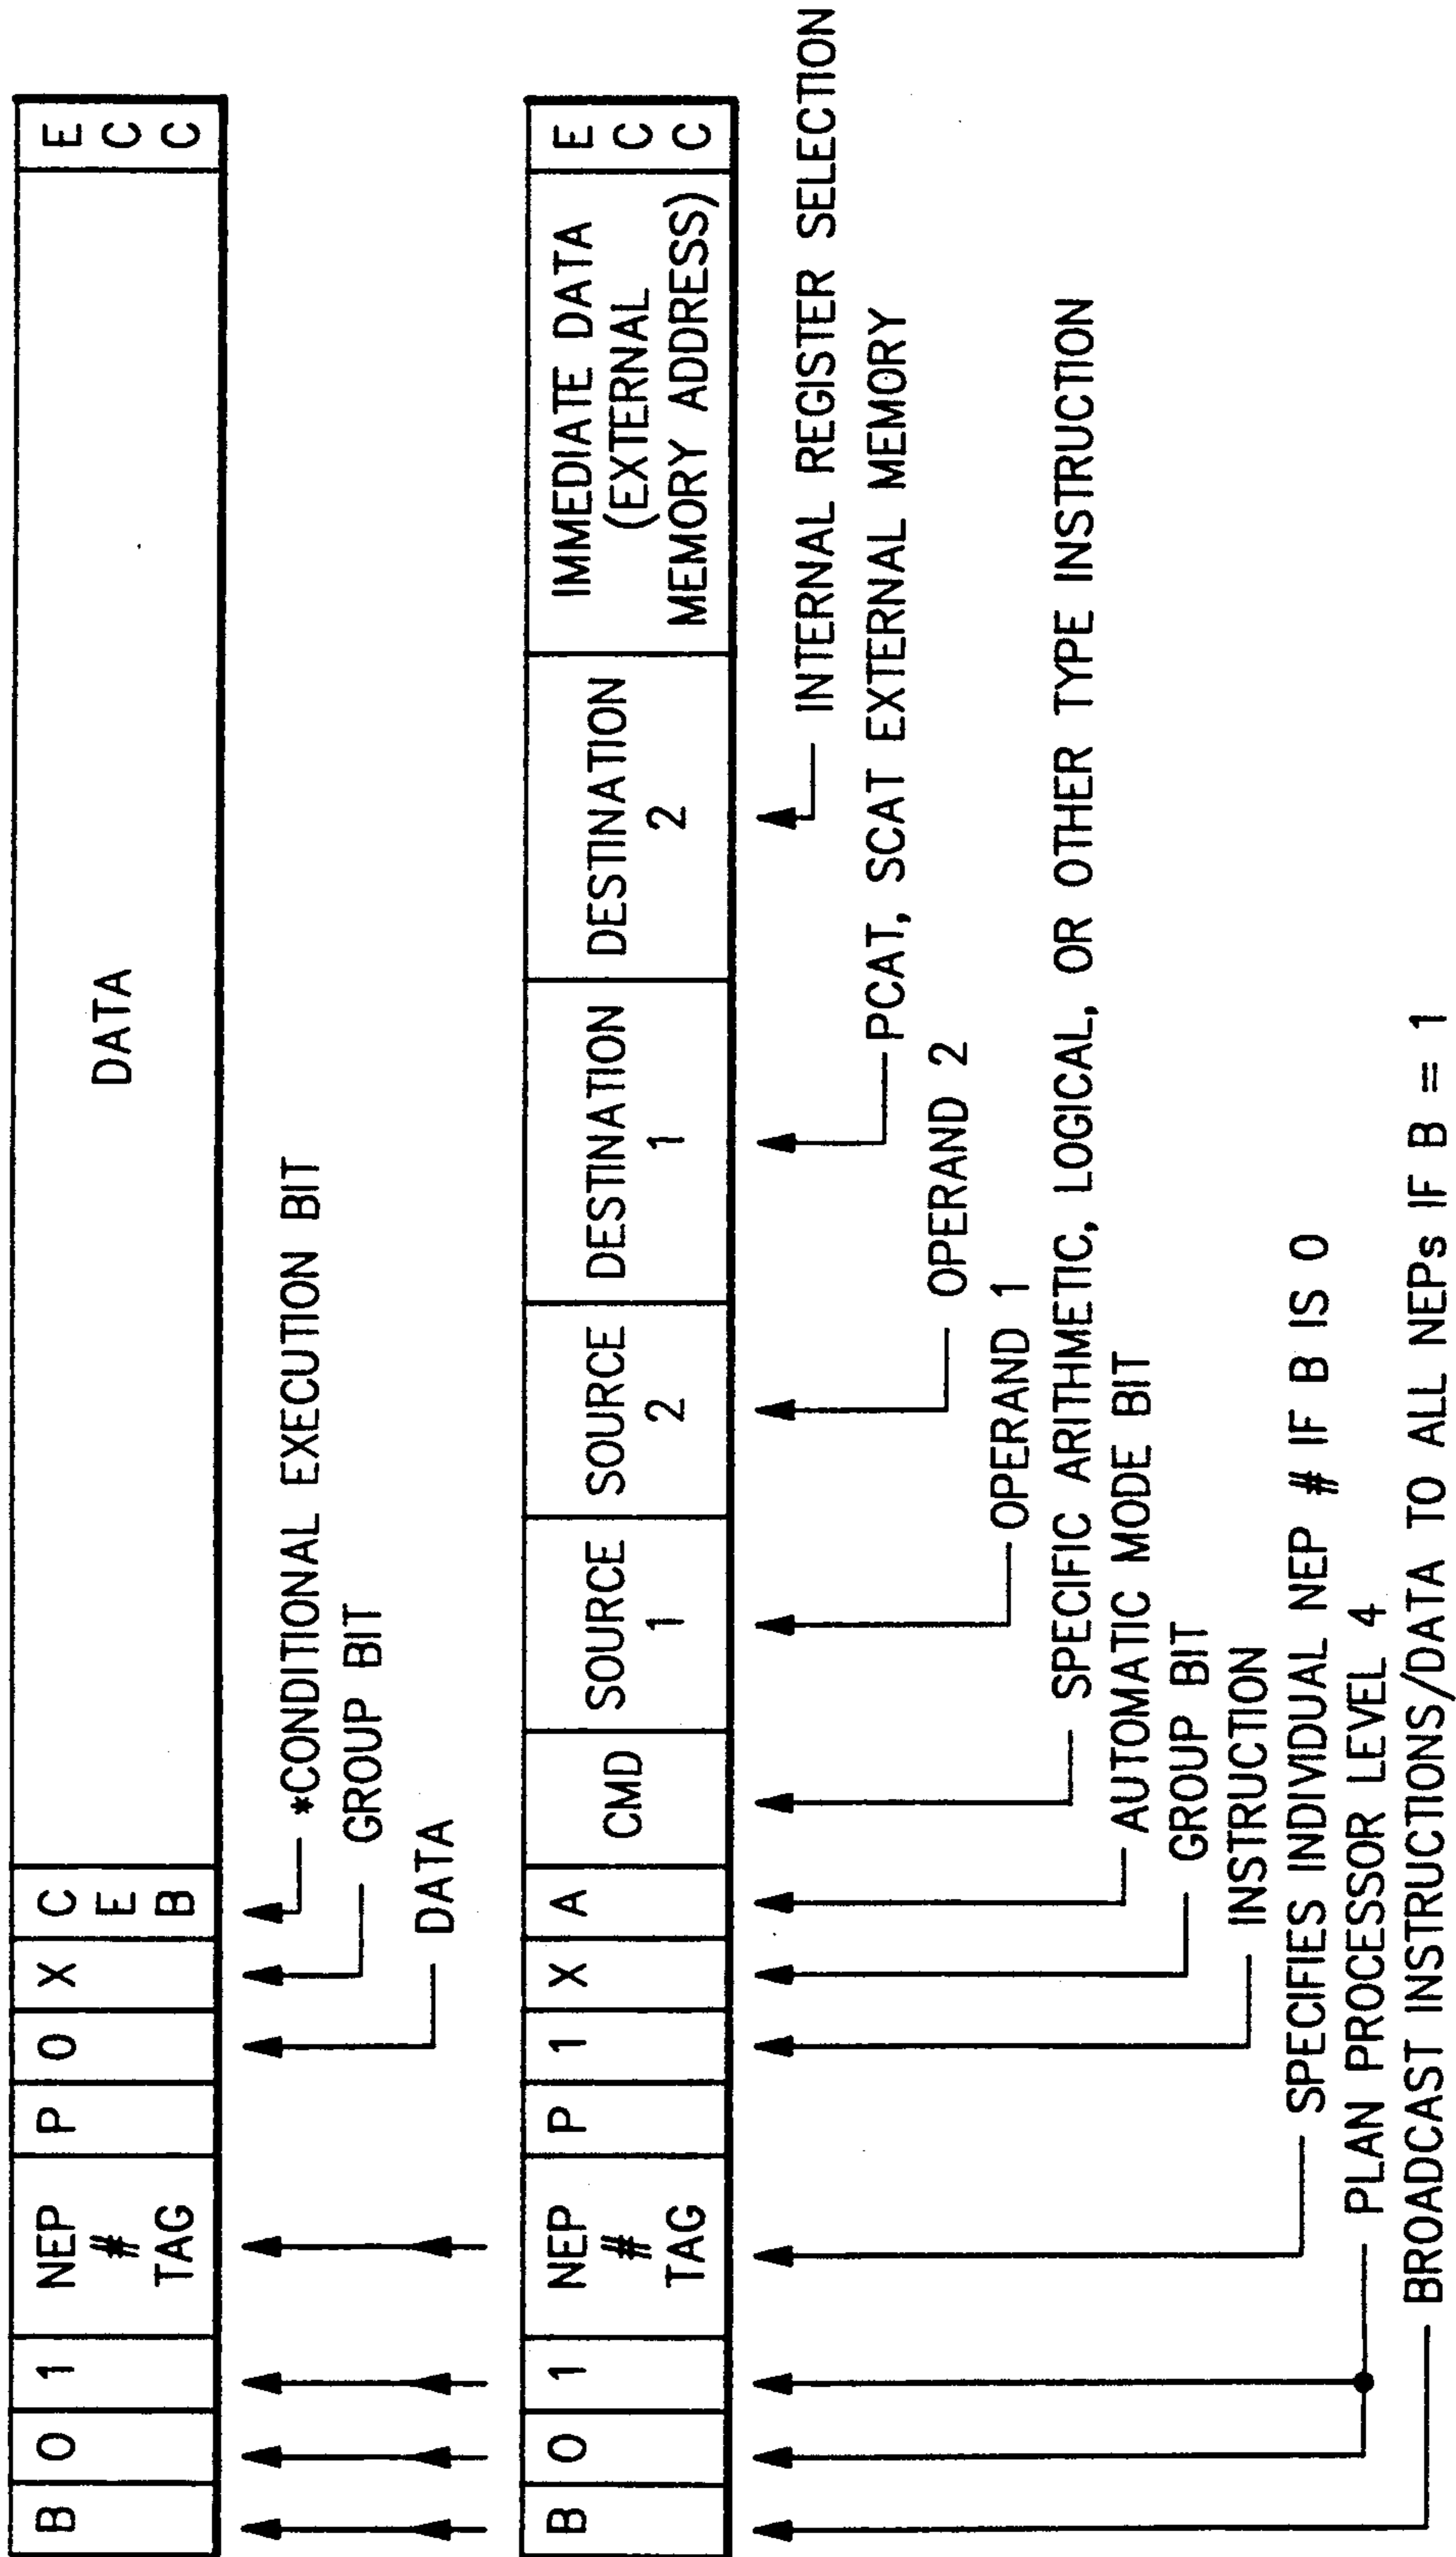 B
0
1
NEP
#
TAG
P
0
X
C
E
B
DATA
E
C
C
*CONDITIONAL EXECUTION BIT
GROUP BIT
DATA
B
0
1
NEP
#
TAG
P
1
X
A
CMD
SOURCE
1
SOURCE
2
DESTINATION
1
DESTINATION
2
IMMEDIATE DATA
(EXTERNAL
MEMORY ADDRESS)
E
C
C
INTERNAL REGISTER SELECTION
PCAT, SCAT EXTERNAL MEMORY
OPERAND 2
OPERAND 1
SPECIFIC ARITHMETIC, LOGICAL, OR OTHER TYPE INSTRUCTION
AUTOMATIC MODE BIT
GROUP BIT
INSTRUCTION
SPECIFIES INDIVIDUAL NEP # IF B IS 0
PLAN PROCESSOR LEVEL 4
BROADCAST INSTRUCTIONS/DATA TO ALL NEPs IF B = 1